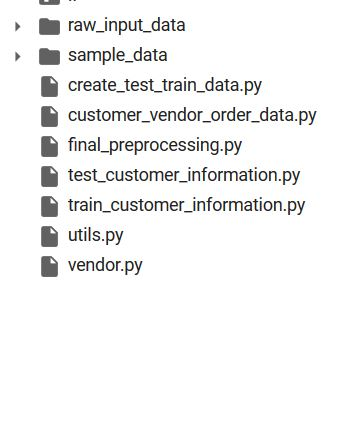 raw_input_data
sample_data
create_test_train_data.py
customer_vendor_order_data.py
final_preprocessing.py
test_customer_information.py
train_customer_information.py
utils.py
vendor.py